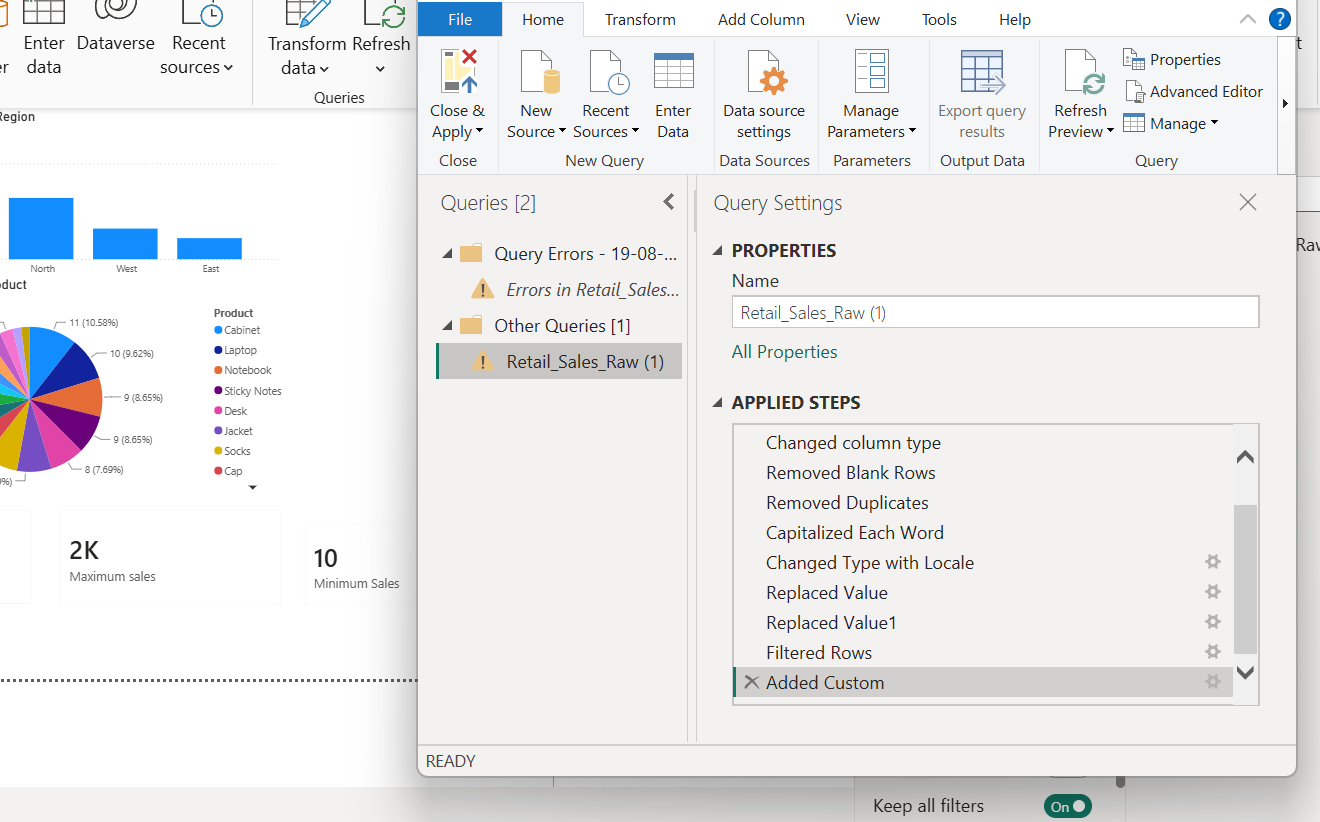 Enter
data
Dataverse
Recent
sources
Transform
data
Refresh
Queries
Region
North
West
East
11 (10.58%)
10 (9.62%)
9 (8.65%)
9 (8.65%)
8 (7.69%)
Product
Cabinet
Laptop
Notebook
Sticky Notes
Desk
Jacket
Socks
Cap
2K
Maximum sales
10
Minimum Sales
File
Home
Transform
Add Column
View
Tools
Help
?
Close &
Apply
Close
New
Source
Recent
Sources
Enter
Data
New Query
Data source
settings
Data Sources
Manage
Parameters
Parameters
Export query
results
Output Data
Refresh
Preview
Properties
Advanced Editor
Manage
Query
Queries [2]
Query Errors - 19-08-...
Errors in Retail_Sales...
Other Queries [1]
Retail_Sales_Raw (1)
Query Settings
PROPERTIES
Name
Retail_Sales_Raw (1)
All Properties
APPLIED STEPS
Changed column type
Removed Blank Rows
Removed Duplicates
Capitalized Each Word
Changed Type with Locale
Replaced Value
Replaced Value1
Filtered Rows
Added Custom
READY
Keep all filters
On